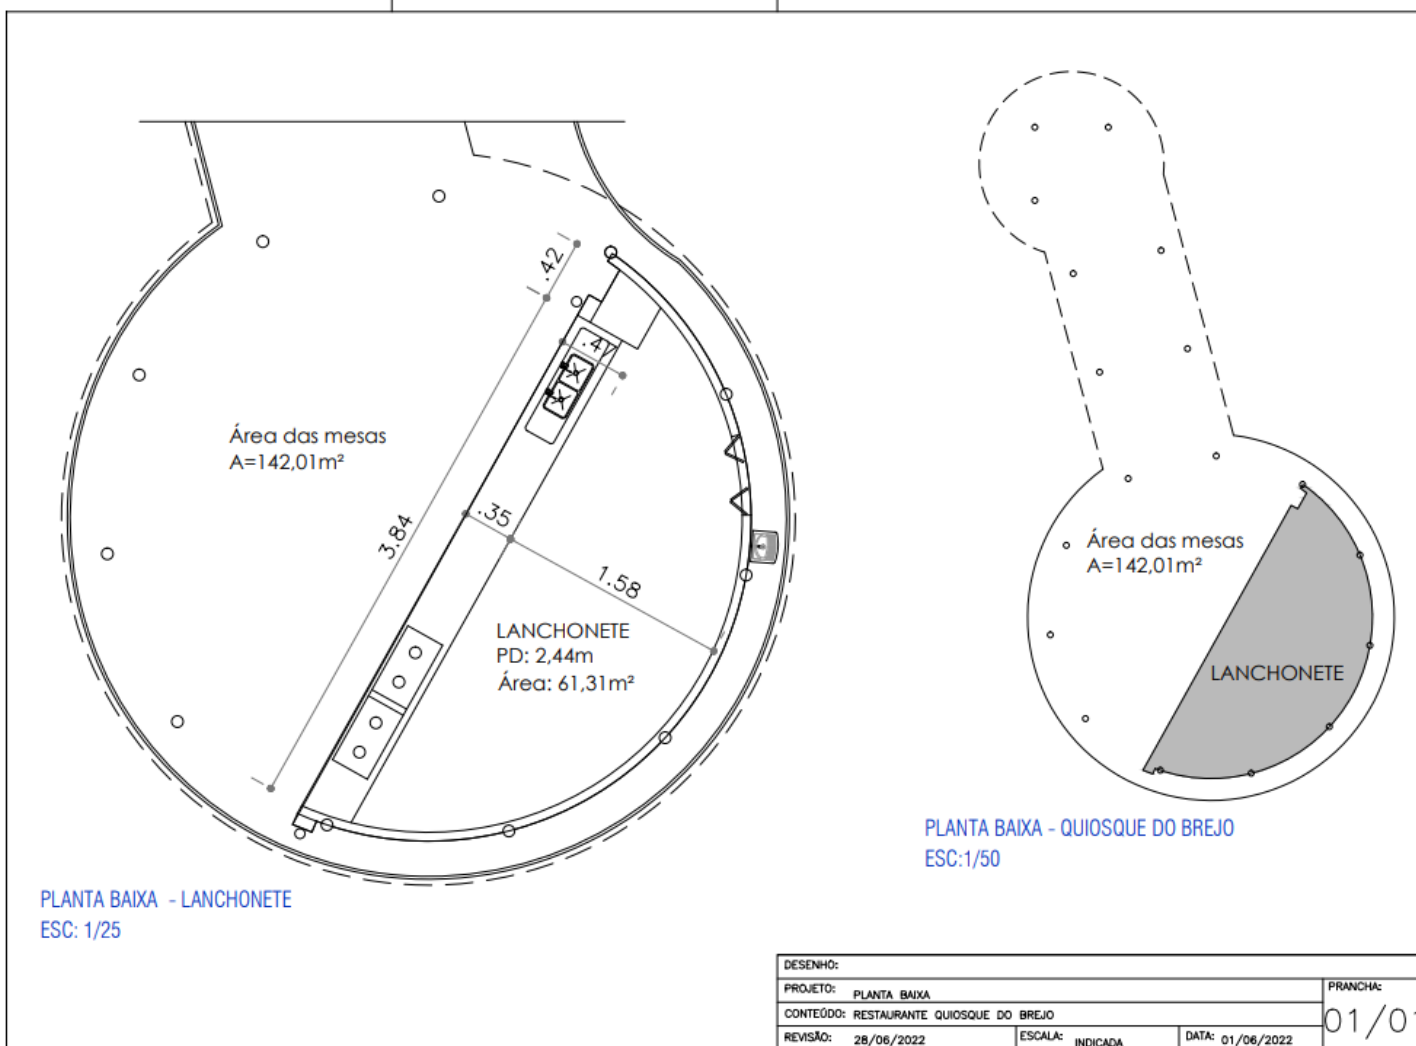 .42
.47
Área das mesas
A=142,01m²
3.84
.35
1.58
LANCHONETE
PD: 2,44m
Área: 61,31m²
PLANTA BAIXA - LANCHONETE
ESC: 1/25
Área das mesas
A=142,01m²
LANCHONETE
PLANTA BAIXA - QUIOSQUE DO BREJO
ESC:1/50
DESENHO:
PROJETO: PLANTA BAIXA
CONTEÚDO: RESTAURANTE QUIOSQUE DO BREJO
REVISÃO: 28/06/2022 ESCALA: INDICADA DATA: 01/06/2022
PRANCHA:
01/01